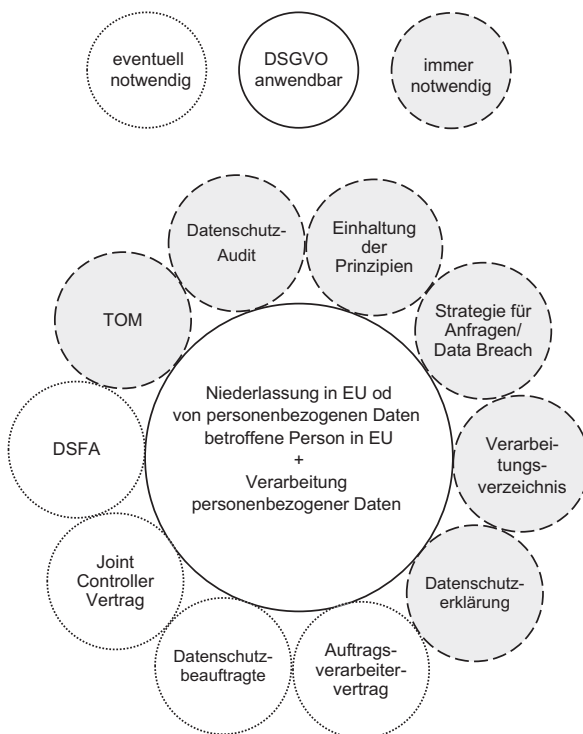 eventuell
notwendig
DSGVO
anwendbar
immer
notwendig
Datenschutz-
Audit
Einhaltung
der
Prinzipien
TOM
Strategie für
Anfragen/
Data Breach
Niederlassung in EU od
von personenbezogenen Daten
betroffene Person in EU
+
Verarbeitung
personenbezogener Daten
DSFA
Verarbei-
tungs-
verzeichnis
Joint
Controller
Vertrag
Datenschutz-
erklärung
Datenschutz-
beauftragte
Auftrags-
verarbeiter-
vertrag